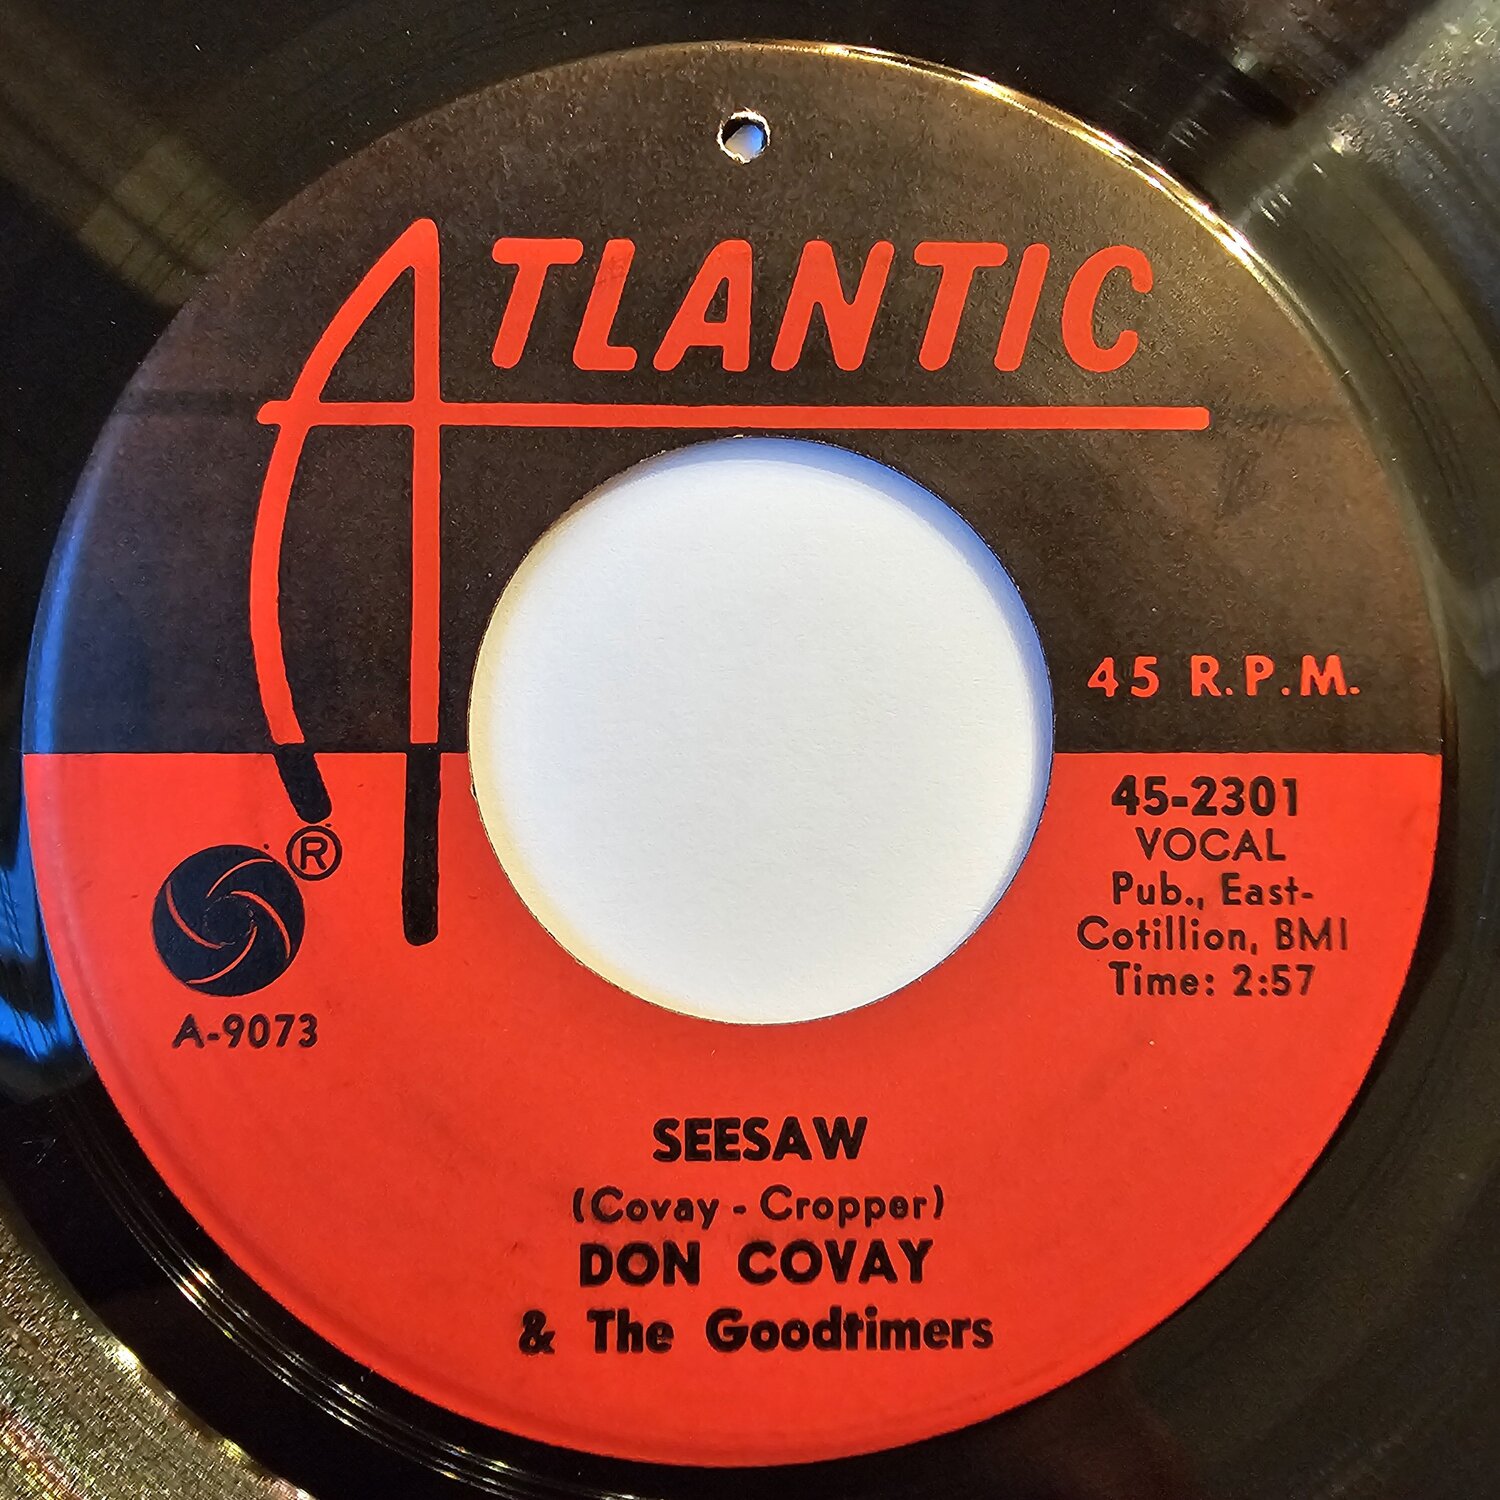 ATLANTIC
45 R.P.M.
45-2301
VOCAL
Pub., East-
Cotillion, BMI
Time: 2:57
®
A-9073
SEESAW
(Covay - Cropper)
DON COVAY
& The Goodtimers